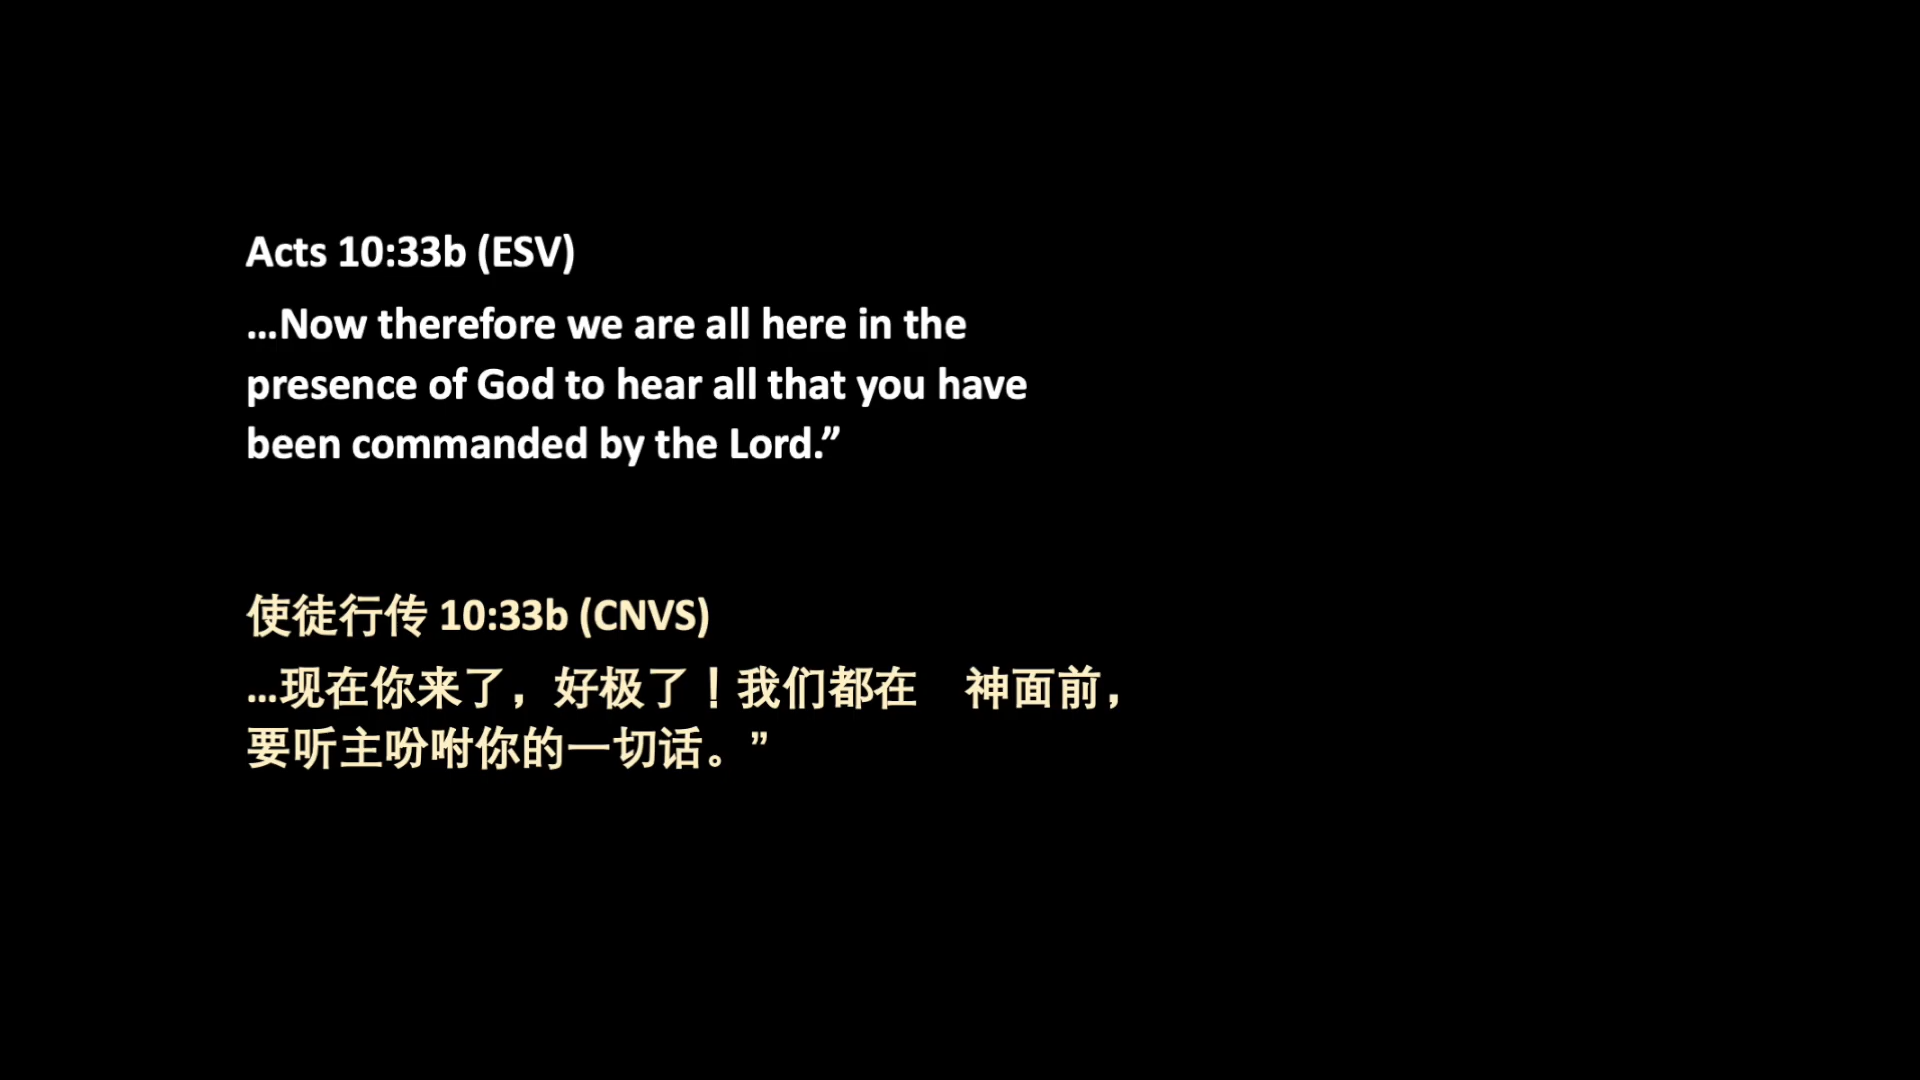 Acts 10:33b (ESV)
…Now therefore we are all here in the
presence of God to hear all that you have
been commanded by the Lord.”
使徒行传 10:33b (CNVS)
…现在你来了，好极了！我们都在　神面前，
要听主吩咐你的一切话。”